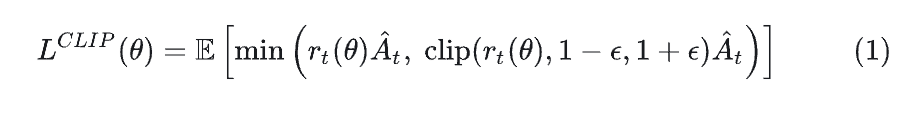 L^{CLIP}(θ) = 𝔼 [ min ( r_t(θ)Â_t, clip(r_t(θ), 1 − ϵ, 1 + ϵ)Â_t ) ] (1)